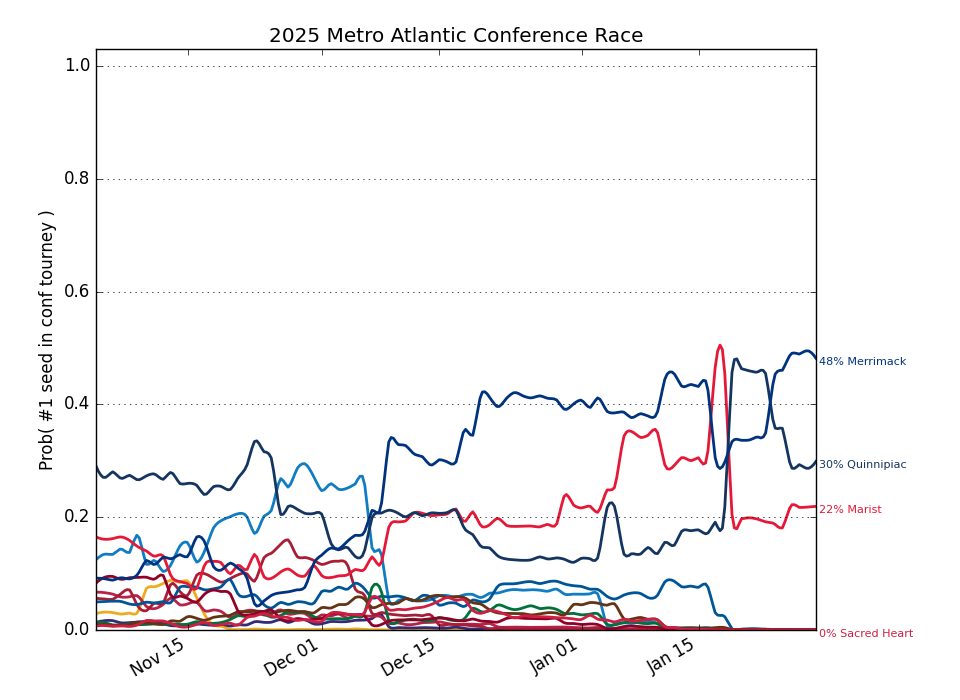 2025 Metro Atlantic Conference Race
Prob( #1 seed in conf tourney )
1.0
0.8
0.6
0.4
0.2
0.0
48% Merrimack
30% Quinnipiac
22% Marist
0% Sacred Heart
Nov 15
Dec 01
Dec 15
Jan 01
Jan 15